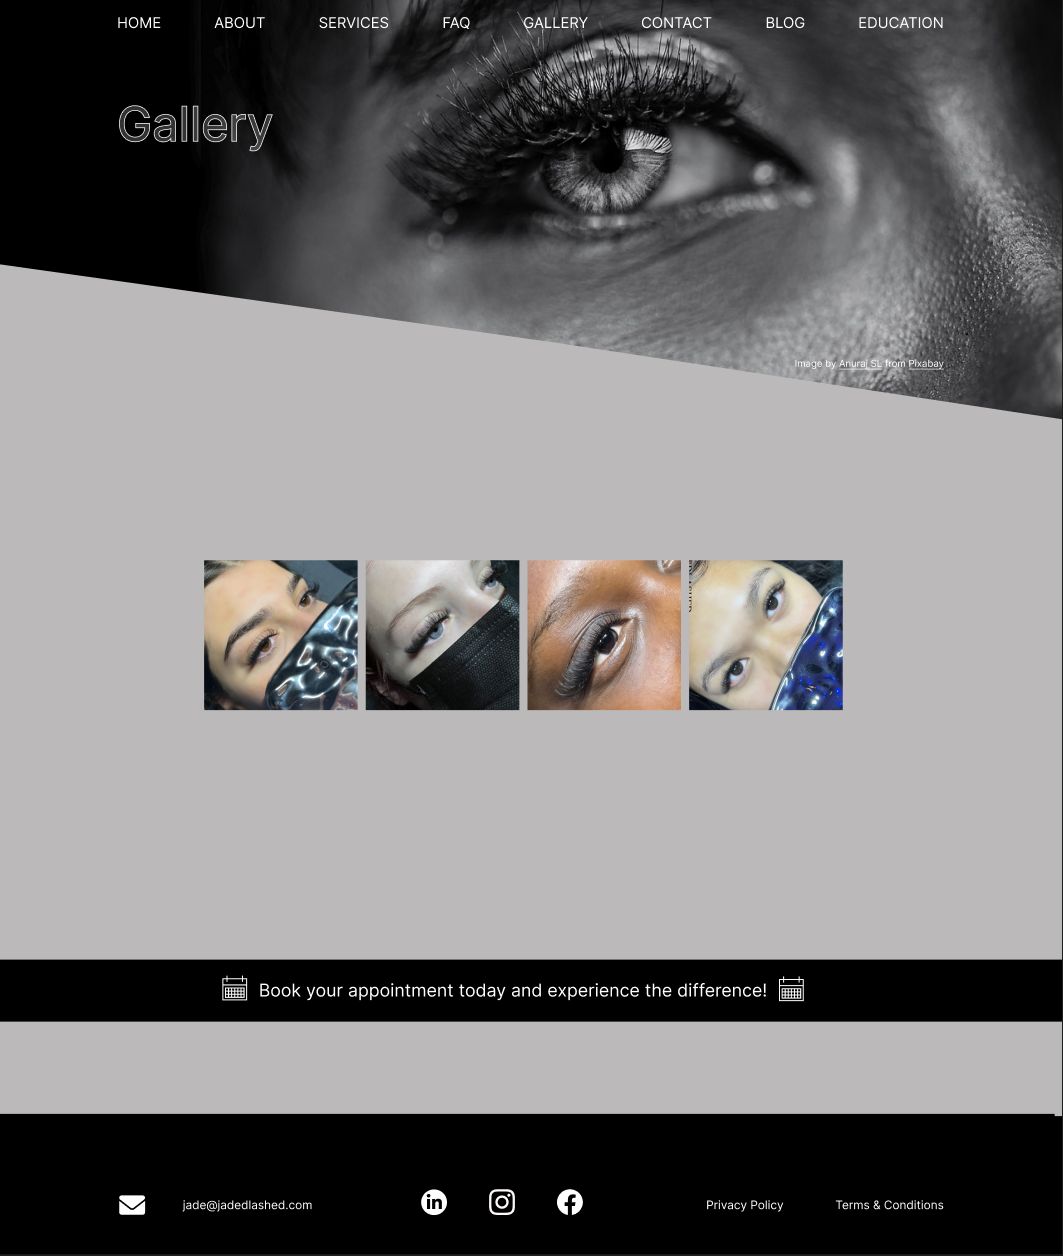 HOME ABOUT SERVICES FAQ GALLERY CONTACT BLOG EDUCATION
Gallery
Image by Anuraj SL from Pixabay
Book your appointment today and experience the difference!
jade@jadedlashed.com
Privacy Policy Terms & Conditions